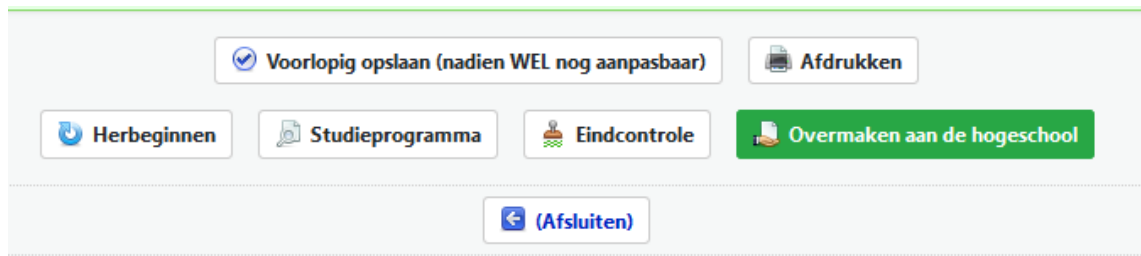 Voorlopig opslaan (nadien WEL nog aanpasbaar) Afdrukken
Herbeginnen Studieprogramma Eindcontrole Overmaken aan de hogeschool
(Afsluiten)